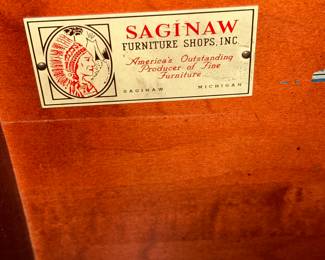 SAGINAW
FURNITURE SHOPS, INC.
America's Outstanding
Producer of Fine
Furniture
SAGINAW MICHIGAN